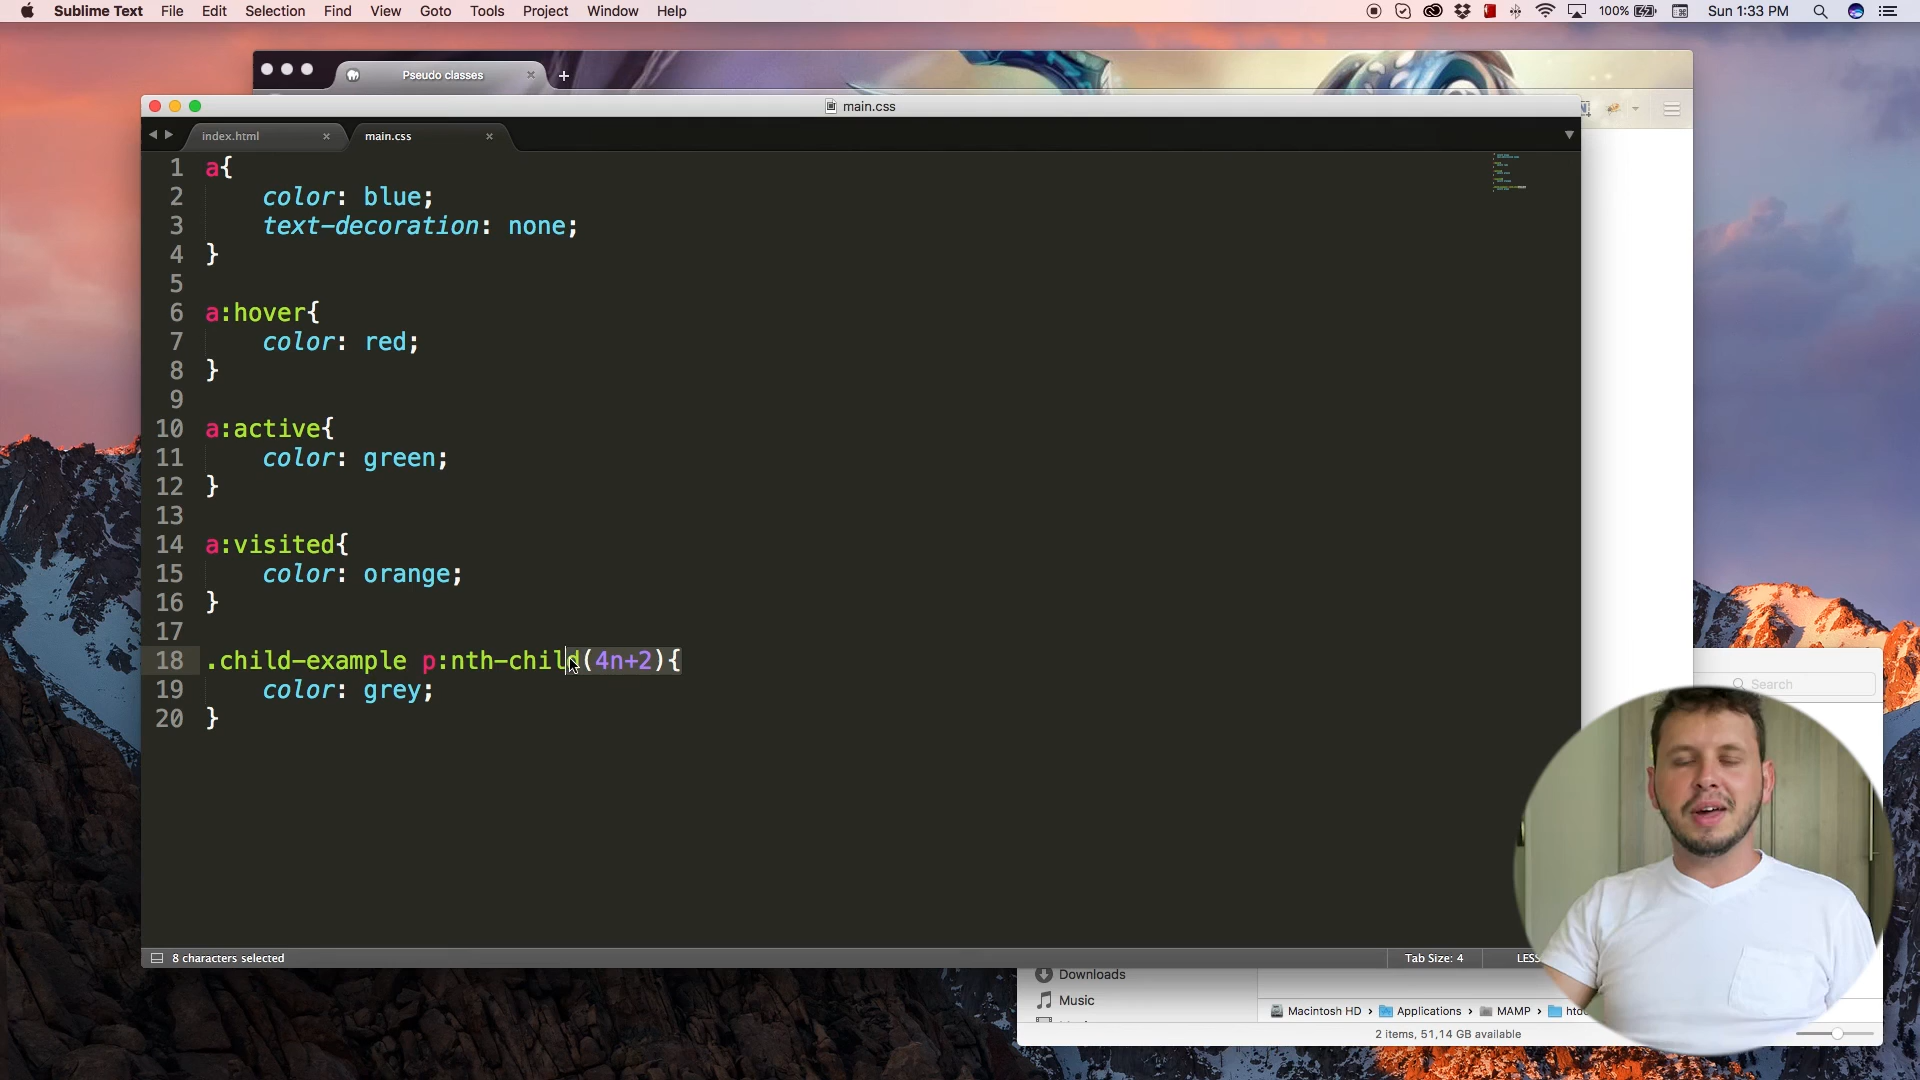 Sublime Text File Edit Selection Find View Goto Tools Project Window Help 100% Sun 1:33 PM
Pseudo classes
main.css
index.html main.css
1 a{
2 color: blue;
3 text-decoration: none;
4 }
5
6 a:hover{
7 color: red;
8 }
9
10 a:active{
11 color: green;
12 }
13
14 a:visited{
15 color: orange;
16 }
17
18 .child-example p:nth-child(4n+2){
19 color: grey;
20 }
Search
8 characters selected Tab Size: 4 LESS
Downloads
Music
Macintosh HD › Applications › MAMP ›
2 items, 51,14 GB available